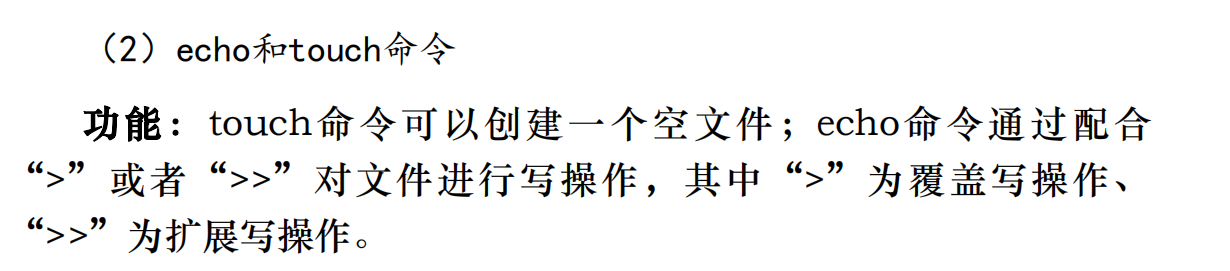 （2）echo和touch命令
功能：touch命令可以创建一个空文件；echo命令通过配合
“>”或者“>>”对文件进行写操作，其中“>”为覆盖写操作、
“>>”为扩展写操作。